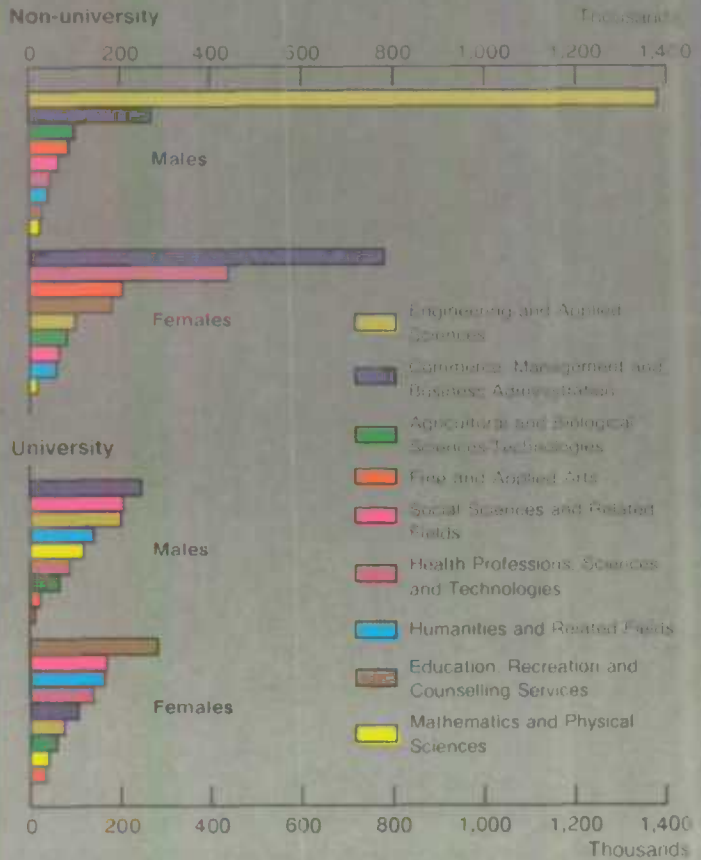 Non-university
Thousands
0 200 400 600 800 1,000 1,200 1,400
Males
Females
Engineering and Applied
Sciences
Commerce, Management and
Business Administration
Agricultural and Biological
Sciences/Technologies
Fine and Applied Arts
Social Sciences and Related
Fields
Health Professions, Sciences
and Technologies
Humanities and Related Fields
Education, Recreation and
Counselling Services
Mathematics and Physical
Sciences
University
Males
Females
0 200 400 600 800 1,000 1,200 1,400
Thousands